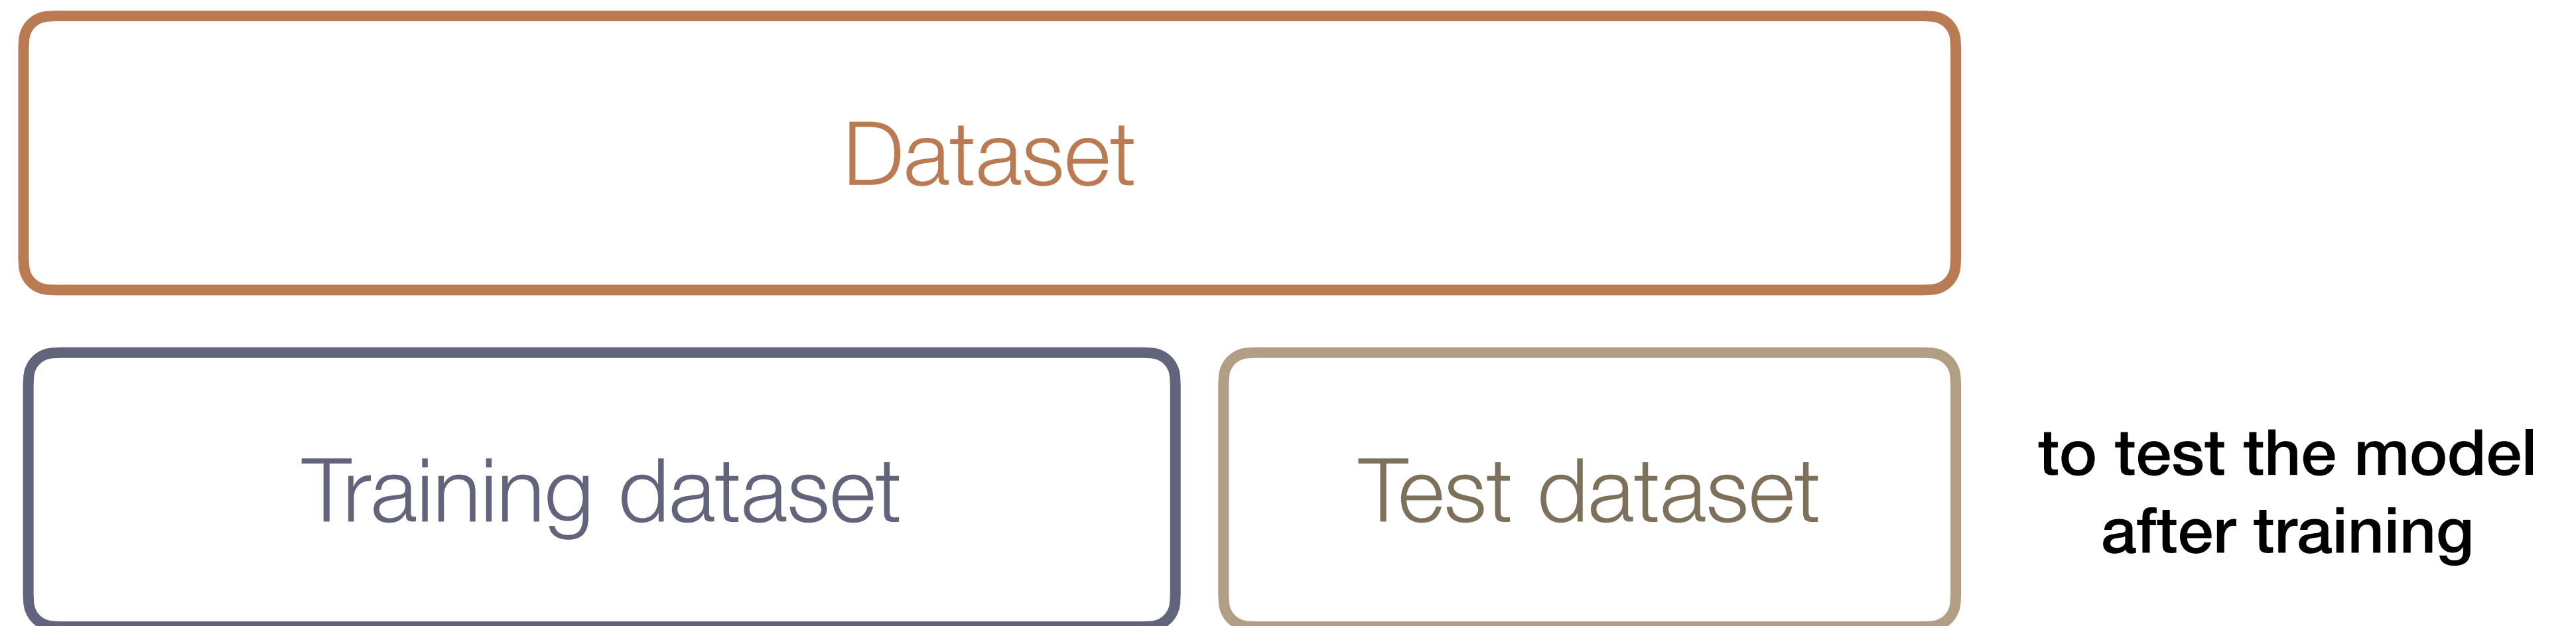 Dataset
Training dataset
Test dataset
to test the model
after training